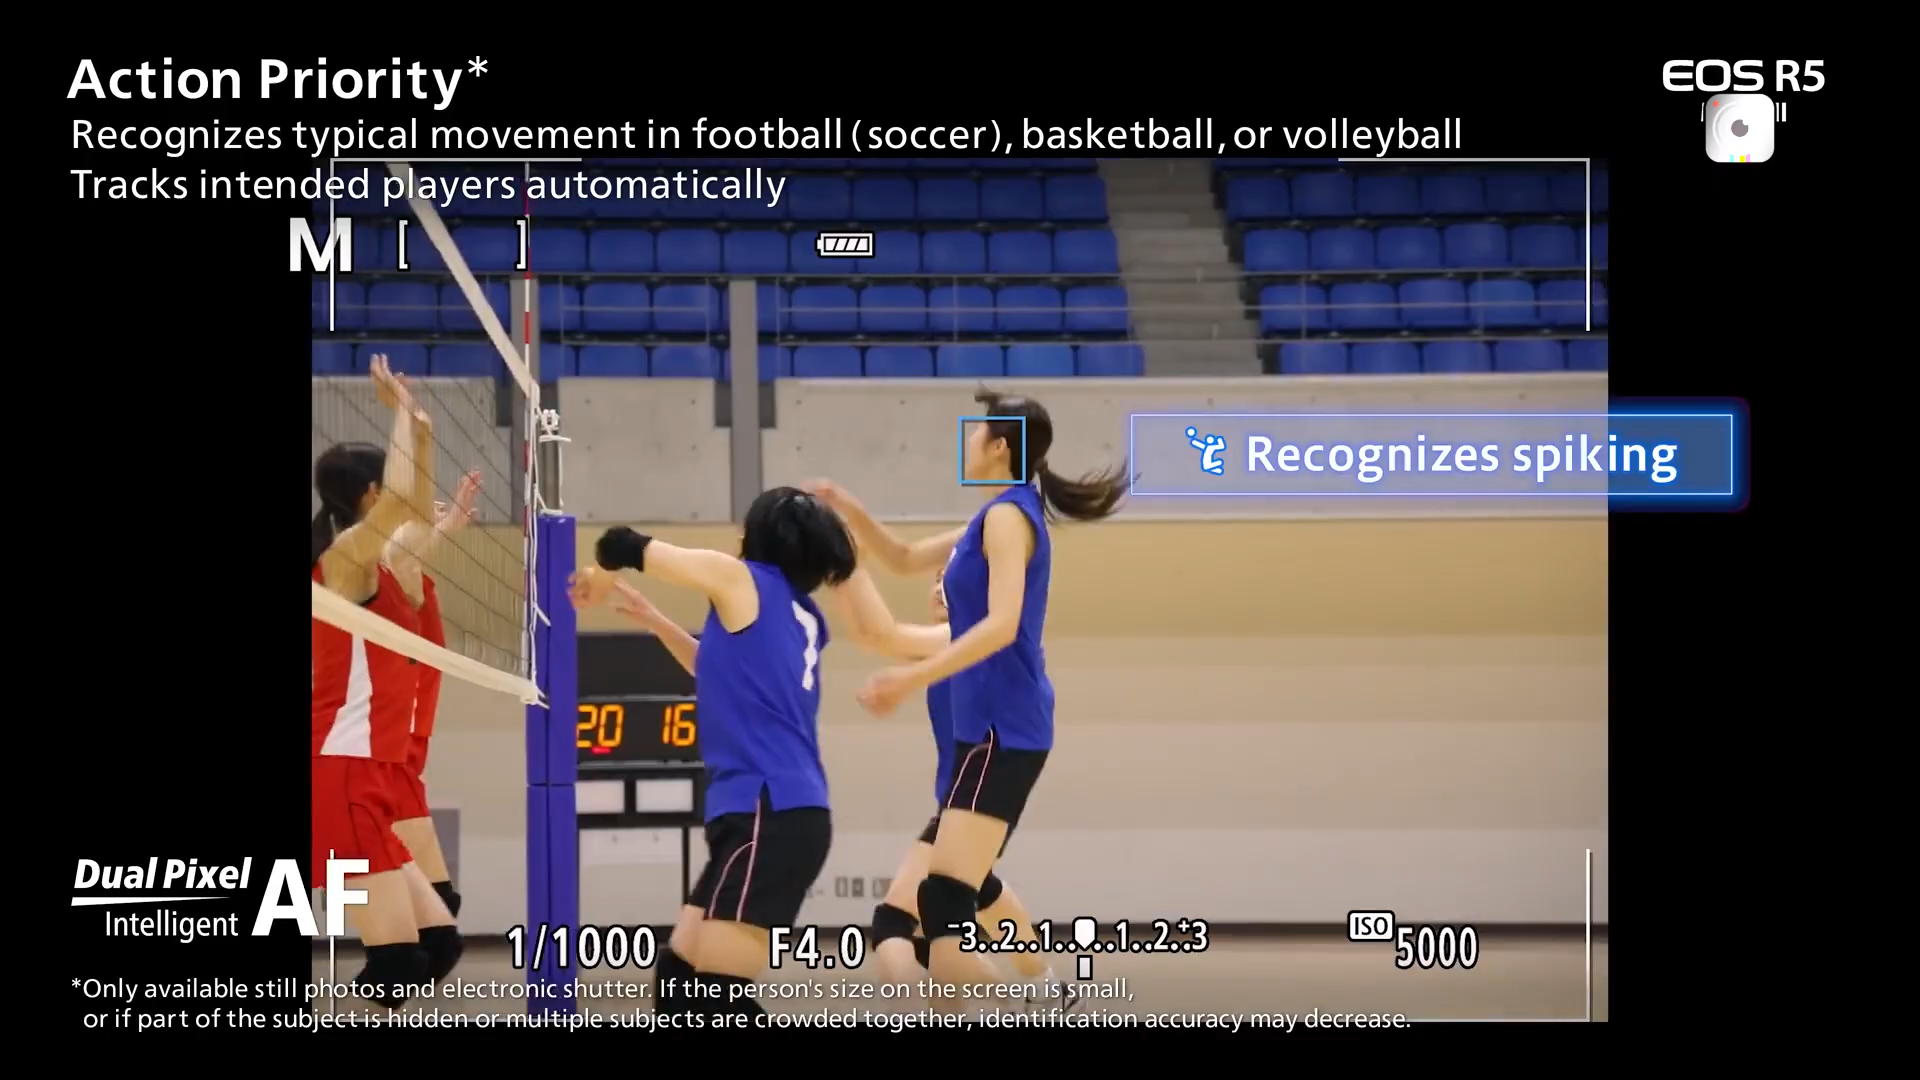 Action Priority*
EOS R5
Recognizes typical movement in football (soccer), basketball, or volleyball
Tracks intended players automatically
M [ ]
Recognizes spiking
7
20 16
Dual Pixel
Intelligent AF
1/1000 F4.0 -3..2..1....1..2.+3 ISO 5000
*Only available still photos and electronic shutter. If the person's size on the screen is small,
or if part of the subject is hidden or multiple subjects are crowded together, identification accuracy may decrease.